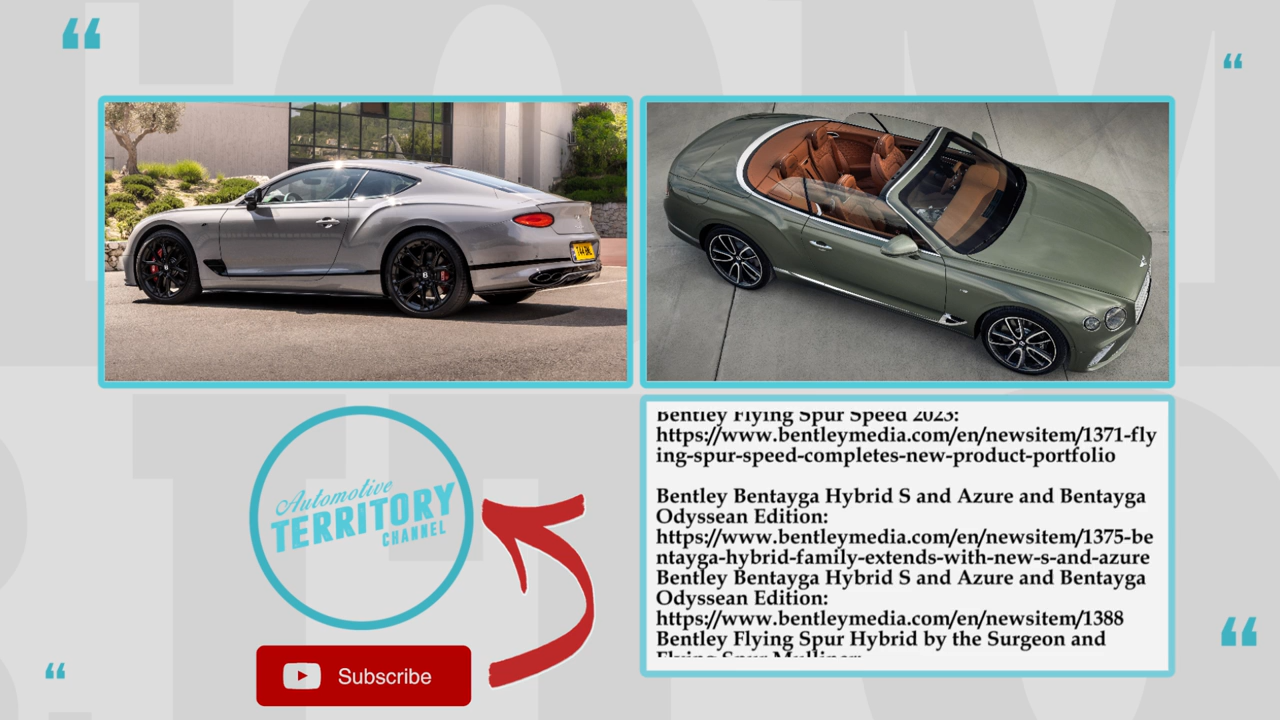 Bentley Flying Spur Speed 2023:
https://www.bentleymedia.com/en/newsitem/1371-fly
ing-spur-speed-completes-new-product-portfolio
Bentley Bentayga Hybrid S and Azure and Bentayga
Odyssean Edition:
https://www.bentleymedia.com/en/newsitem/1375-be
ntayga-hybrid-family-extends-with-new-s-and-azure
Bentley Bentayga Hybrid S and Azure and Bentayga
Odyssean Edition:
https://www.bentleymedia.com/en/newsitem/1388
Bentley Flying Spur Hybrid by the Surgeon and
Flying Spur Mulliner:
Automotive
TERRITORY
CHANNEL
Subscribe